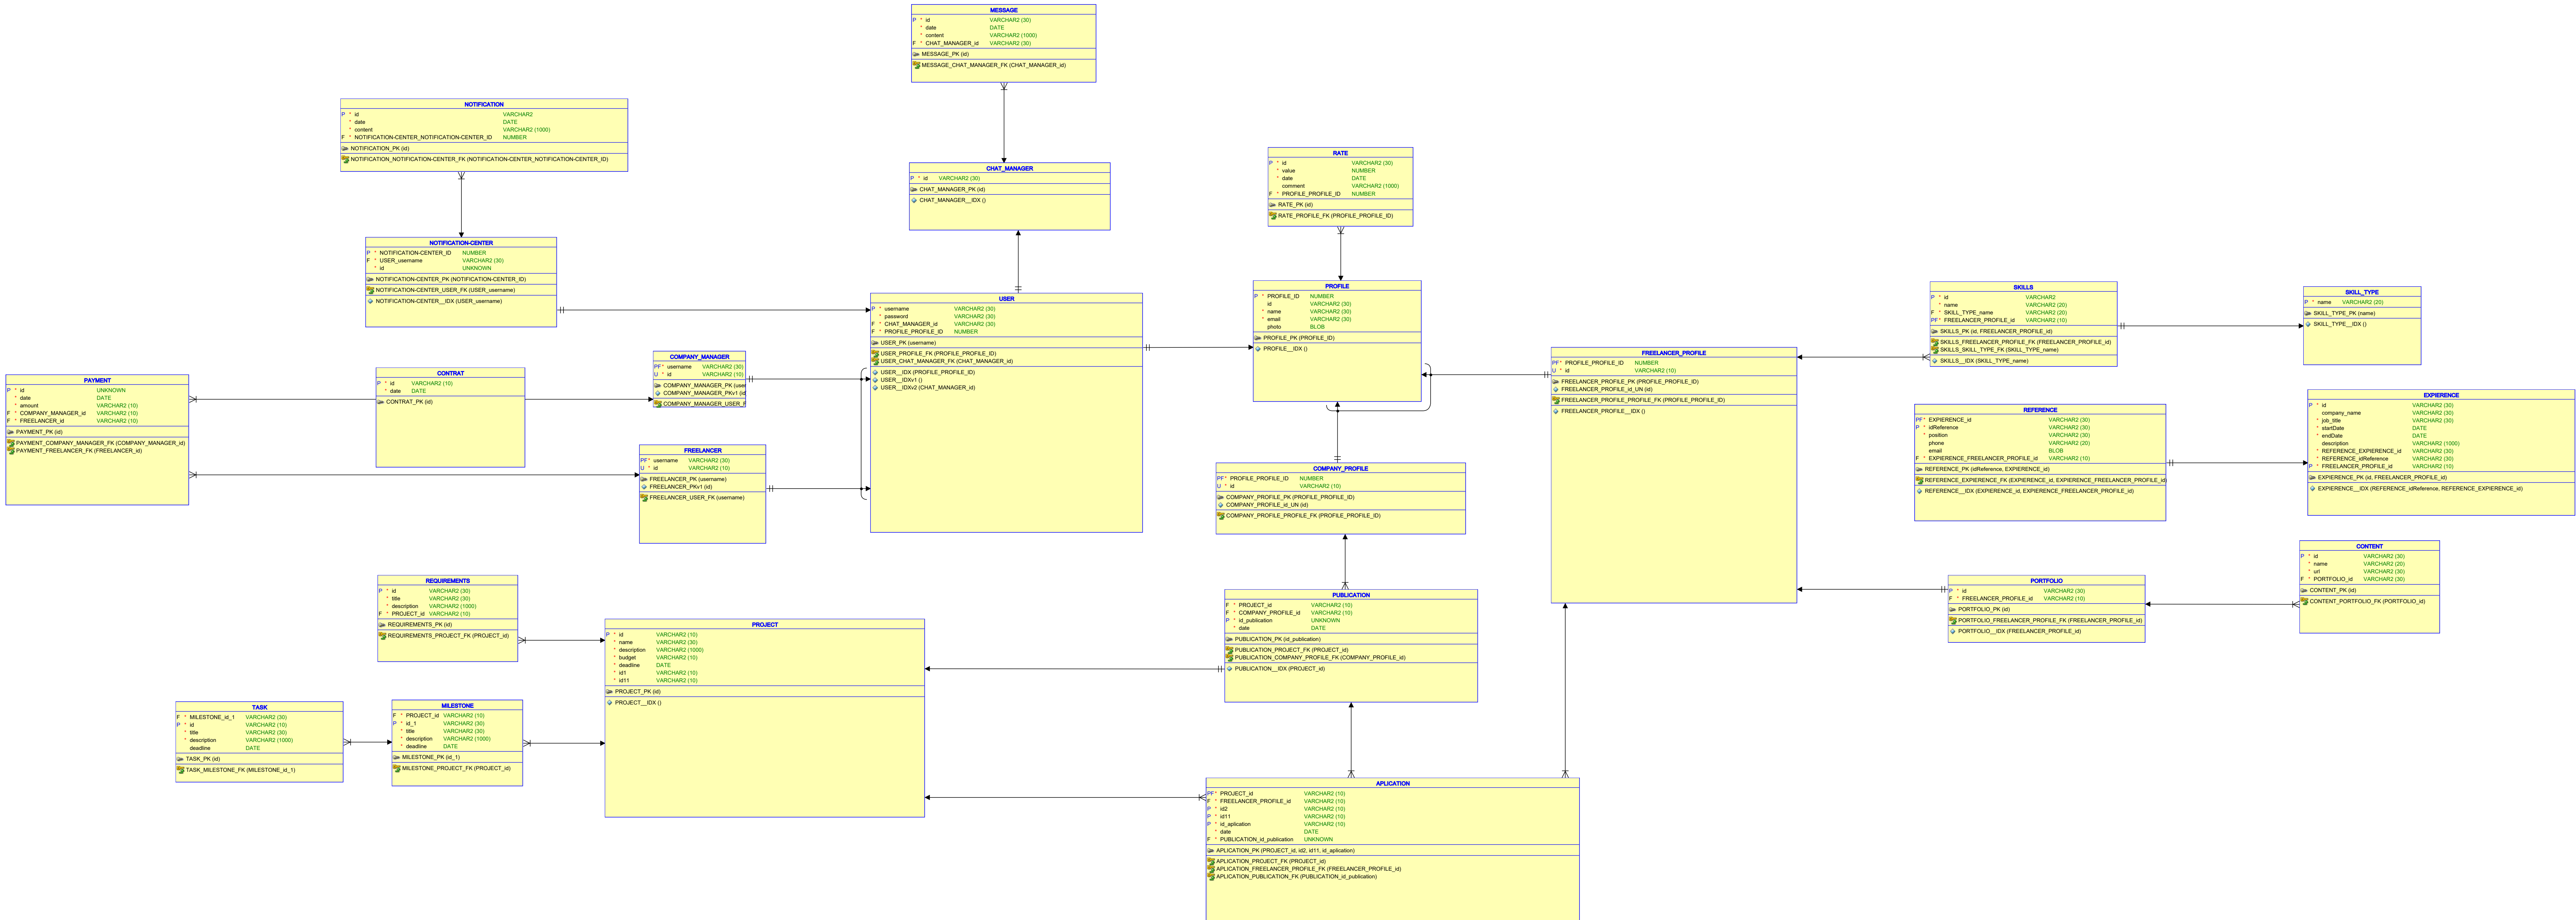 MESSAGE
P * id VARCHAR2 (30)
* date DATE
* content VARCHAR2 (1000)
F * CHAT_MANAGER_id VARCHAR2 (30)
MESSAGE_PK (id)
MESSAGE_CHAT_MANAGER_FK (CHAT_MANAGER_id)
NOTIFICATION
P * id VARCHAR2
* date DATE
* content VARCHAR2 (1000)
F * NOTIFICATION-CENTER_NOTIFICATION-CENTER_ID NUMBER
NOTIFICATION_PK (id)
NOTIFICATION_NOTIFICATION-CENTER_FK (NOTIFICATION-CENTER_NOTIFICATION-CENTER_ID)
CHAT_MANAGER
P * id VARCHAR2 (30)
CHAT_MANAGER_PK (id)
CHAT_MANAGER__IDX ()
RATE
P * id VARCHAR2 (30)
* value NUMBER
* date DATE
comment VARCHAR2 (1000)
F * PROFILE_PROFILE_ID NUMBER
RATE_PK (id)
RATE_PROFILE_FK (PROFILE_PROFILE_ID)
NOTIFICATION-CENTER
P * NOTIFICATION-CENTER_ID NUMBER
F * USER_username VARCHAR2 (30)
* id UNKNOWN
NOTIFICATION-CENTER_PK (NOTIFICATION-CENTER_ID)
NOTIFICATION-CENTER_USER_FK (USER_username)
NOTIFICATION-CENTER__IDX (USER_username)
USER
P * username VARCHAR2 (30)
* password VARCHAR2 (30)
F * CHAT_MANAGER_id VARCHAR2 (30)
F * PROFILE_PROFILE_ID NUMBER
USER_PK (username)
USER_PROFILE_FK (PROFILE_PROFILE_ID)
USER_CHAT_MANAGER_FK (CHAT_MANAGER_id)
USER__IDX (PROFILE_PROFILE_ID)
USER__IDXv1 ()
USER__IDXv2 (CHAT_MANAGER_id)
PROFILE
P * PROFILE_ID NUMBER
id VARCHAR2 (30)
* name VARCHAR2 (30)
* email VARCHAR2 (30)
photo BLOB
PROFILE_PK (PROFILE_ID)
PROFILE__IDX ()
SKILLS
P * id VARCHAR2
* name VARCHAR2 (20)
F * SKILL_TYPE_name VARCHAR2 (20)
PF* FREELANCER_PROFILE_id VARCHAR2 (10)
SKILLS_PK (id, FREELANCER_PROFILE_id)
SKILLS_FREELANCER_PROFILE_FK (FREELANCER_PROFILE_id)
SKILLS_SKILL_TYPE_FK (SKILL_TYPE_name)
SKILLS__IDX (SKILL_TYPE_name)
SKILL_TYPE
P * name VARCHAR2 (20)
SKILL_TYPE_PK (name)
SKILL_TYPE__IDX ()
COMPANY_MANAGER
PF* username VARCHAR2 (30)
U * id VARCHAR2 (10)
COMPANY_MANAGER_PK (user
COMPANY_MANAGER_PKv1 (id
COMPANY_MANAGER_USER_F
FREELANCER_PROFILE
PF* PROFILE_PROFILE_ID NUMBER
U * id VARCHAR2 (10)
FREELANCER_PROFILE_PK (PROFILE_PROFILE_ID)
FREELANCER_PROFILE_id_UN (id)
FREELANCER_PROFILE_PROFILE_FK (PROFILE_PROFILE_ID)
FREELANCER_PROFILE__IDX ()
CONTRAT
P * id VARCHAR2 (10)
* date DATE
CONTRAT_PK (id)
PAYMENT
P * id UNKNOWN
* date DATE
* amount VARCHAR2 (10)
F * COMPANY_MANAGER_id VARCHAR2 (10)
F * FREELANCER_id VARCHAR2 (10)
PAYMENT_PK (id)
PAYMENT_COMPANY_MANAGER_FK (COMPANY_MANAGER_id)
PAYMENT_FREELANCER_FK (FREELANCER_id)
REFERENCE
PF* EXPIERENCE_id VARCHAR2 (30)
P * idReference VARCHAR2 (30)
* position VARCHAR2 (30)
phone VARCHAR2 (20)
email BLOB
F * EXPIERENCE_FREELANCER_PROFILE_id VARCHAR2 (10)
REFERENCE_PK (idReference, EXPIERENCE_id)
REFERENCE_EXPIERENCE_FK (EXPIERENCE_id, EXPIERENCE_FREELANCER_PROFILE_id)
REFERENCE__IDX (EXPIERENCE_id, EXPIERENCE_FREELANCER_PROFILE_id)
EXPIERENCE
P * id VARCHAR2 (30)
company_name VARCHAR2 (30)
* job_title VARCHAR2 (30)
* startDate DATE
* endDate DATE
description VARCHAR2 (1000)
* REFERENCE_EXPIERENCE_id VARCHAR2 (30)
* REFERENCE_idReference VARCHAR2 (30)
P * FREELANCER_PROFILE_id VARCHAR2 (10)
EXPIERENCE_PK (id, FREELANCER_PROFILE_id)
EXPIERENCE__IDX (REFERENCE_idReference, REFERENCE_EXPIERENCE_id)
FREELANCER
PF* username VARCHAR2 (30)
U * id VARCHAR2 (10)
FREELANCER_PK (username)
FREELANCER_PKv1 (id)
FREELANCER_USER_FK (username)
COMPANY_PROFILE
PF* PROFILE_PROFILE_ID NUMBER
U * id VARCHAR2 (10)
COMPANY_PROFILE_PK (PROFILE_PROFILE_ID)
COMPANY_PROFILE_id_UN (id)
COMPANY_PROFILE_PROFILE_FK (PROFILE_PROFILE_ID)
CONTENT
P * id VARCHAR2 (30)
* name VARCHAR2 (20)
* url VARCHAR2 (30)
F * PORTFOLIO_id VARCHAR2 (30)
CONTENT_PK (id)
CONTENT_PORTFOLIO_FK (PORTFOLIO_id)
REQUIREMENTS
P * id VARCHAR2 (30)
* title VARCHAR2 (30)
* description VARCHAR2 (1000)
F * PROJECT_id VARCHAR2 (10)
REQUIREMENTS_PK (id)
REQUIREMENTS_PROJECT_FK (PROJECT_id)
PORTFOLIO
P * id VARCHAR2 (30)
F * FREELANCER_PROFILE_id VARCHAR2 (10)
PORTFOLIO_PK (id)
PORTFOLIO_FREELANCER_PROFILE_FK (FREELANCER_PROFILE_id)
PORTFOLIO__IDX (FREELANCER_PROFILE_id)
PUBLICATION
F * PROJECT_id VARCHAR2 (10)
F * COMPANY_PROFILE_id VARCHAR2 (10)
P * id_publication UNKNOWN
* date DATE
PUBLICATION_PK (id_publication)
PUBLICATION_PROJECT_FK (PROJECT_id)
PUBLICATION_COMPANY_PROFILE_FK (COMPANY_PROFILE_id)
PUBLICATION__IDX (PROJECT_id)
PROJECT
P * id VARCHAR2 (10)
* name VARCHAR2 (30)
* description VARCHAR2 (1000)
* budget VARCHAR2 (10)
* deadline DATE
* id1 VARCHAR2 (10)
* id11 VARCHAR2 (10)
PROJECT_PK (id)
PROJECT__IDX ()
TASK
F * MILESTONE_id_1 VARCHAR2 (30)
P * id VARCHAR2 (10)
* title VARCHAR2 (30)
* description VARCHAR2 (1000)
deadline DATE
TASK_PK (id)
TASK_MILESTONE_FK (MILESTONE_id_1)
MILESTONE
F * PROJECT_id VARCHAR2 (10)
P * id_1 VARCHAR2 (30)
* title VARCHAR2 (30)
* description VARCHAR2 (1000)
* deadline DATE
MILESTONE_PK (id_1)
MILESTONE_PROJECT_FK (PROJECT_id)
APLICATION
PF* PROJECT_id VARCHAR2 (10)
F * FREELANCER_PROFILE_id VARCHAR2 (10)
P * id2 VARCHAR2 (10)
P * id11 VARCHAR2 (10)
P * id_aplication VARCHAR2 (10)
* date DATE
F * PUBLICATION_id_publication UNKNOWN
APLICATION_PK (PROJECT_id, id2, id11, id_aplication)
APLICATION_PROJECT_FK (PROJECT_id)
APLICATION_FREELANCER_PROFILE_FK (FREELANCER_PROFILE_id)
APLICATION_PUBLICATION_FK (PUBLICATION_id_publication)